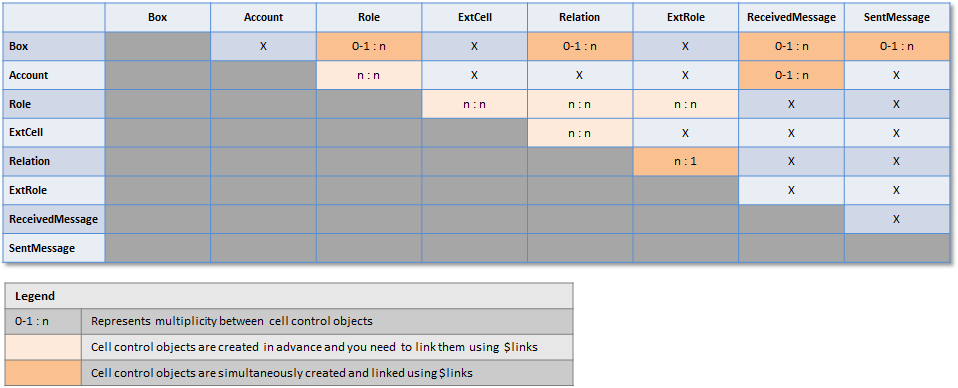 Box Account Role ExtCell Relation ExtRole ReceivedMessage SentMessage
Box X 0-1 : n X 0-1 : n X 0-1 : n 0-1 : n
Account n : n X X X 0-1 : n X
Role n : n n : n n : n X X
ExtCell n : n X X X
Relation n : 1 X X
ExtRole X X
ReceivedMessage X
SentMessage
Legend
0-1 : n Represents multiplicity between cell control objects
Cell control objects are created in advance and you need to link them using $links
Cell control objects are simultaneously created and linked using $links